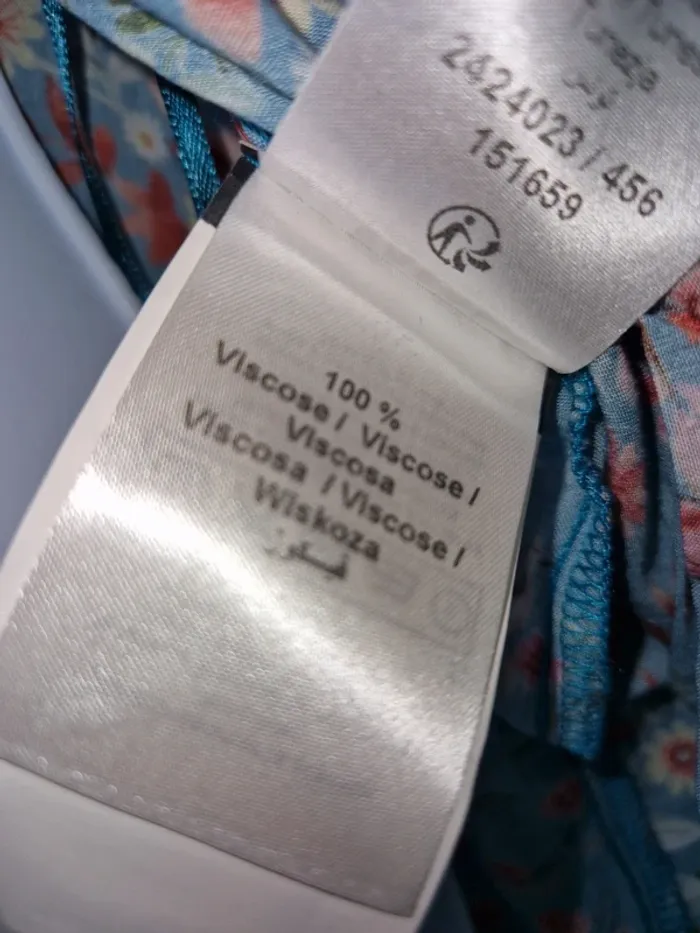 2424023 / 456
151659
100 %
Viscose / Viscose /
Viscosa
Viscosa / Viscose /
Wiskoza
فيسكوز